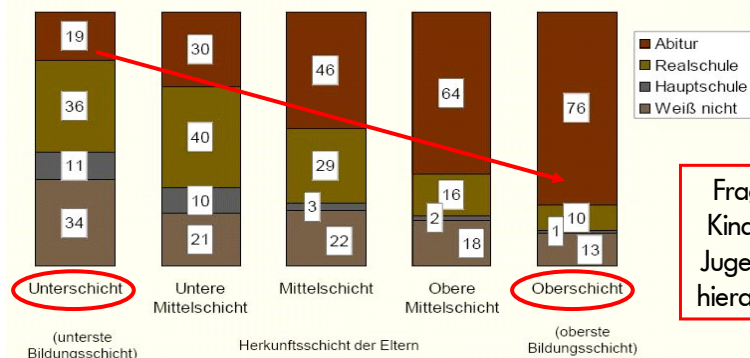 19
36
11
34
30
40
10
21
46
29
3
22
64
16
2
18
76
10
1
13
Abitur
Realschule
Hauptschule
Weiß nicht
Unterschicht
Untere
Mittelschicht
Mittelschicht
Obere
Mittelschicht
Oberschicht
(unterste
Bildungsschicht)
Herkunftsschicht der Eltern
(oberste
Bildungsschicht)